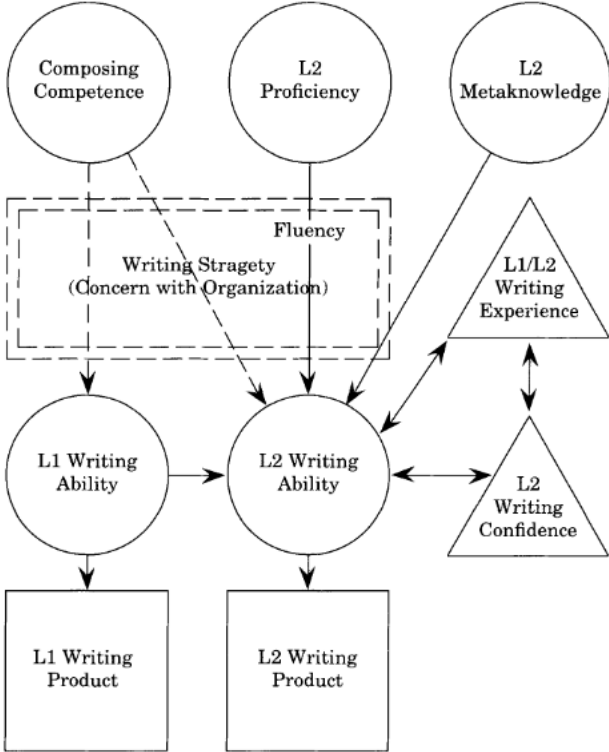 Composing
Competence
L2
Proficiency
L2
Metaknowledge
Fluency
Writing Stragety
(Concern with Organization)
L1/L2
Writing
Experience
L1 Writing
Ability
L2 Writing
Ability
L2
Writing
Confidence
L1 Writing
Product
L2 Writing
Product